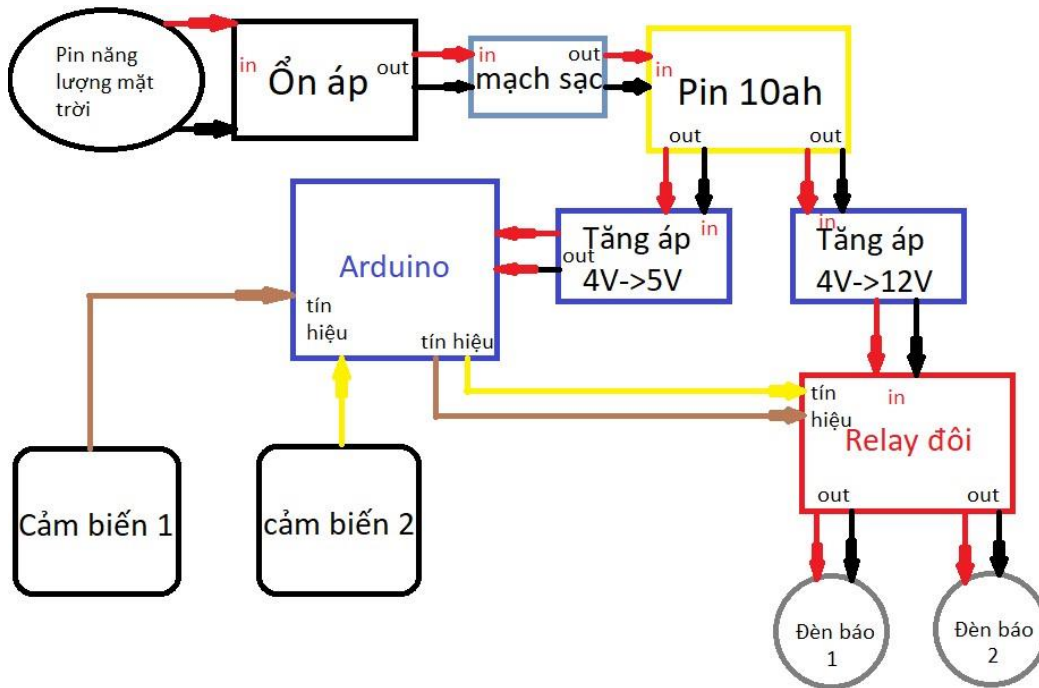 Pin năng
lượng mặt
trời
in
Ổn áp
out
in
mạch sạc
out
in
Pin 10ah
out
out
Arduino
tín
hiệu
tín hiệu
in
Tăng áp
out
4V->5V
in
Tăng áp
4V->12V
tín
hiệu
in
Relay đôi
out
out
Cảm biến 1
cảm biến 2
Đèn báo
1
Đèn báo
2